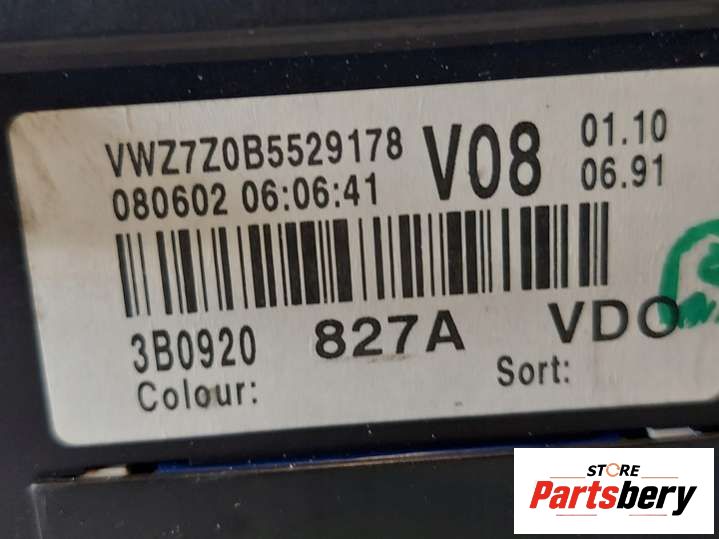 VWZ7Z0B5529178 V08 01.10
080602 06:06:41 06.91
3B0920 827A VDO
Colour: Sort:
STORE
Partsbery